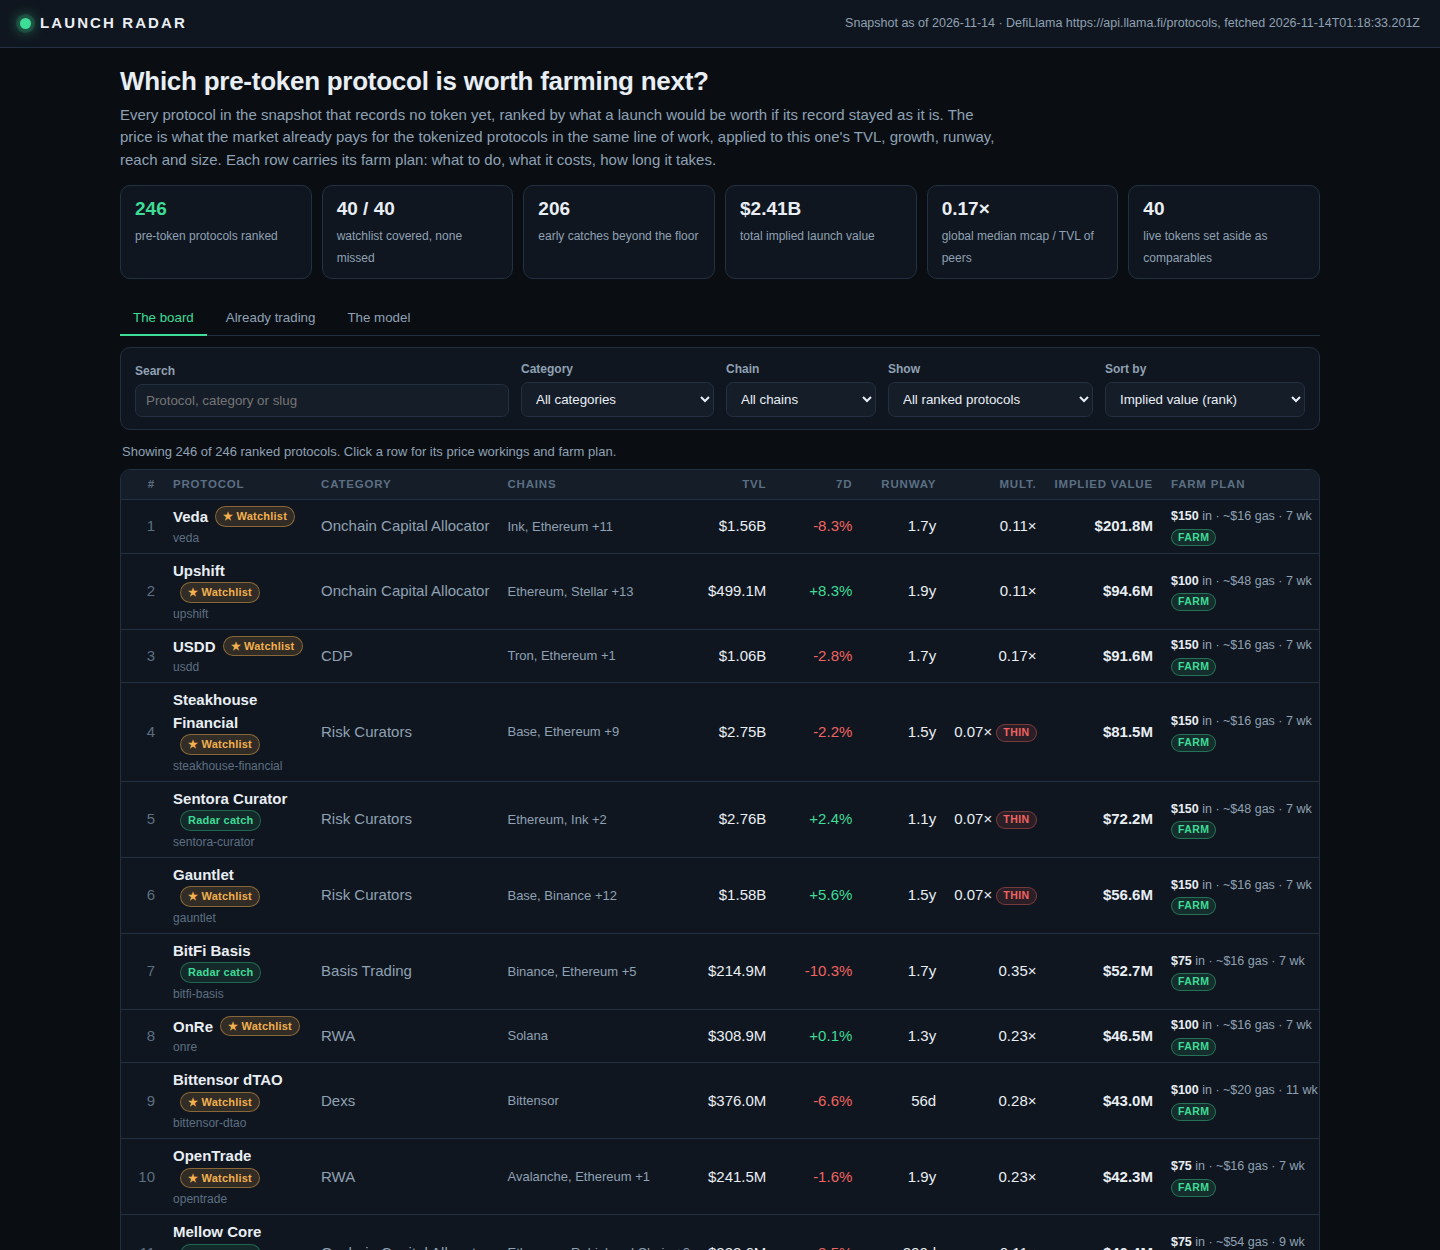 LAUNCH RADAR
Snapshot as of 2026-11-14 · DefiLlama https://api.llama.fi/protocols, fetched 2026-11-14T01:18:33.201Z
Which pre-token protocol is worth farming next?
Every protocol in the snapshot that records no token yet, ranked by what a launch would be worth if its record stayed as it is. The
price is what the market already pays for the tokenized protocols in the same line of work, applied to this one's TVL, growth, runway,
reach and size. Each row carries its farm plan: what to do, what it costs, how long it takes.
246
pre-token protocols ranked
40 / 40
watchlist covered, none
missed
206
early catches beyond the floor
$2.41B
total implied launch value
0.17×
global median mcap / TVL of
peers
40
live tokens set aside as
comparables
The board Already trading The model
Search Category Chain Show Sort by
Protocol, category or slug All categories All chains All ranked protocols Implied value (rank)
Showing 246 of 246 ranked protocols. Click a row for its price workings and farm plan.
# PROTOCOL CATEGORY CHAINS TVL 7D RUNWAY MULT. IMPLIED VALUE FARM PLAN
1 Veda ★ Watchlist Onchain Capital Allocator Ink, Ethereum +11 $1.56B -8.3% 1.7y 0.11× $201.8M $150 in · ~$16 gas · 7 wk
veda FARM
Upshift
2 ★ Watchlist Onchain Capital Allocator Ethereum, Stellar +13 $499.1M +8.3% 1.9y 0.11× $94.6M $100 in · ~$48 gas · 7 wk
upshift FARM
3 USDD ★ Watchlist CDP Tron, Ethereum +1 $1.06B -2.8% 1.7y 0.17× $91.6M $150 in · ~$16 gas · 7 wk
usdd FARM
Steakhouse
Financial
4 ★ Watchlist Risk Curators Base, Ethereum +9 $2.75B -2.2% 1.5y 0.07× THIN $81.5M $150 in · ~$16 gas · 7 wk
steakhouse-financial FARM
Sentora Curator
5 Radar catch Risk Curators Ethereum, Ink +2 $2.76B +2.4% 1.1y 0.07× THIN $72.2M $150 in · ~$48 gas · 7 wk
sentora-curator FARM
Gauntlet
6 ★ Watchlist Risk Curators Base, Binance +12 $1.58B +5.6% 1.5y 0.07× THIN $56.6M $150 in · ~$16 gas · 7 wk
gauntlet FARM
BitFi Basis
7 Radar catch Basis Trading Binance, Ethereum +5 $214.9M -10.3% 1.7y 0.35× $52.7M $75 in · ~$16 gas · 7 wk
bitfi-basis FARM
8 OnRe ★ Watchlist RWA Solana $308.9M +0.1% 1.3y 0.23× $46.5M $100 in · ~$16 gas · 7 wk
onre FARM
Bittensor dTAO
9 ★ Watchlist Dexs Bittensor $376.0M -6.6% 56d 0.28× $43.0M $100 in · ~$20 gas · 11 wk
bittensor-dtao FARM
OpenTrade
10 ★ Watchlist RWA Avalanche, Ethereum +1 $241.5M -1.6% 1.9y 0.23× $42.3M $75 in · ~$16 gas · 7 wk
opentrade FARM
Mellow Core
$75 in · ~$54 gas · 9 wk